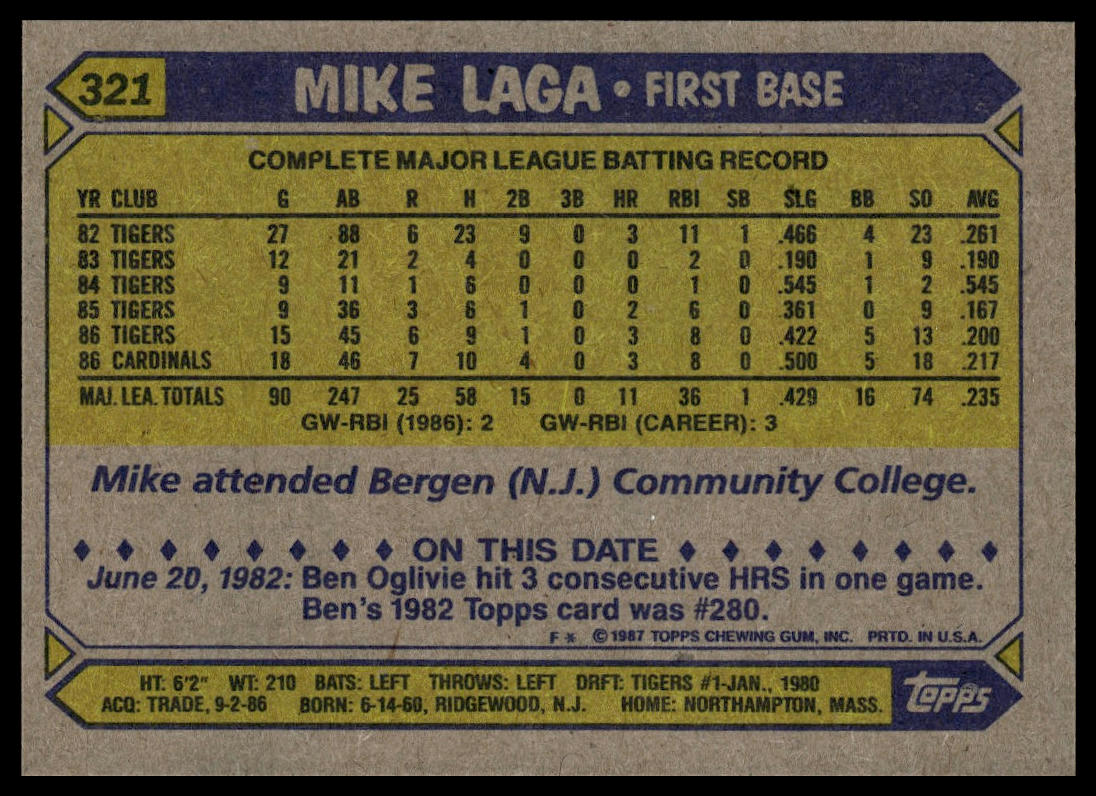 321 MIKE LAGA • FIRST BASE
COMPLETE MAJOR LEAGUE BATTING RECORD
YR CLUB G AB R H 2B 3B HR RBI SB SLG BB SO AVG
82 TIGERS 27 88 6 23 9 0 3 11 1 .466 4 23 .261
83 TIGERS 12 21 2 4 0 0 0 2 0 .190 1 9 .190
84 TIGERS 9 11 1 6 0 0 0 1 0 .545 1 2 .545
85 TIGERS 9 36 3 6 1 0 2 6 0 .361 0 9 .167
86 TIGERS 15 45 6 9 1 0 3 8 0 .422 5 13 .200
86 CARDINALS 18 46 7 10 4 0 3 8 0 .500 5 18 .217
MAJ. LEA. TOTALS 90 247 25 58 15 0 11 36 1 .429 16 74 .235
GW-RBI (1986): 2 GW-RBI (CAREER): 3
Mike attended Bergen (N.J.) Community College.
ON THIS DATE
June 20, 1982: Ben Oglivie hit 3 consecutive HRS in one game.
Ben's 1982 Topps card was #280.
F * © 1987 TOPPS CHEWING GUM, INC. PRTD. IN U.S.A.
HT: 6'2" WT: 210 BATS: LEFT THROWS: LEFT DRFT: TIGERS #1-JAN., 1980
ACQ: TRADE, 9-2-86 BORN: 6-14-60, RIDGEWOOD, N.J. HOME: NORTHAMPTON, MASS.
topps